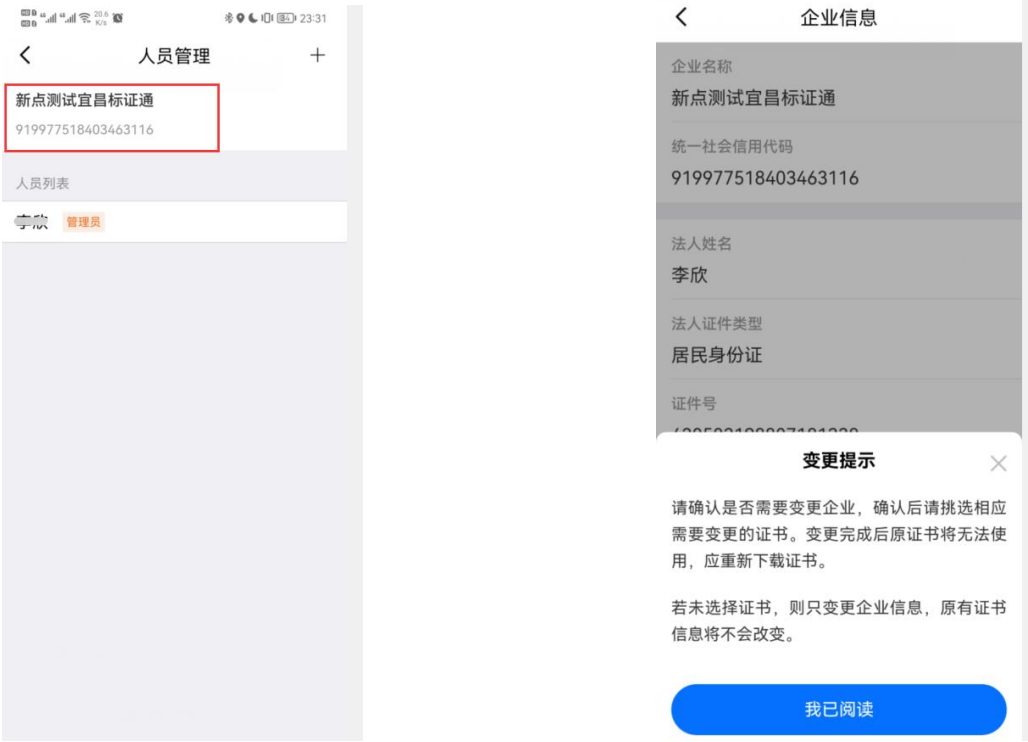 20.6
K/s
84
23:31
人员管理
新点测试宜昌标证通
919977518403463116
人员列表
管理员
企业信息
企业名称
新点测试宜昌标证通
统一社会信用代码
919977518403463116
法人姓名
李欣
法人证件类型
居民身份证
证件号
变更提示
请确认是否需要变更企业，确认后请挑选相应
需要变更的证书。变更完成后原证书将无法使
用，应重新下载证书。
若未选择证书，则只变更企业信息，原有证书
信息将不会改变。
我已阅读